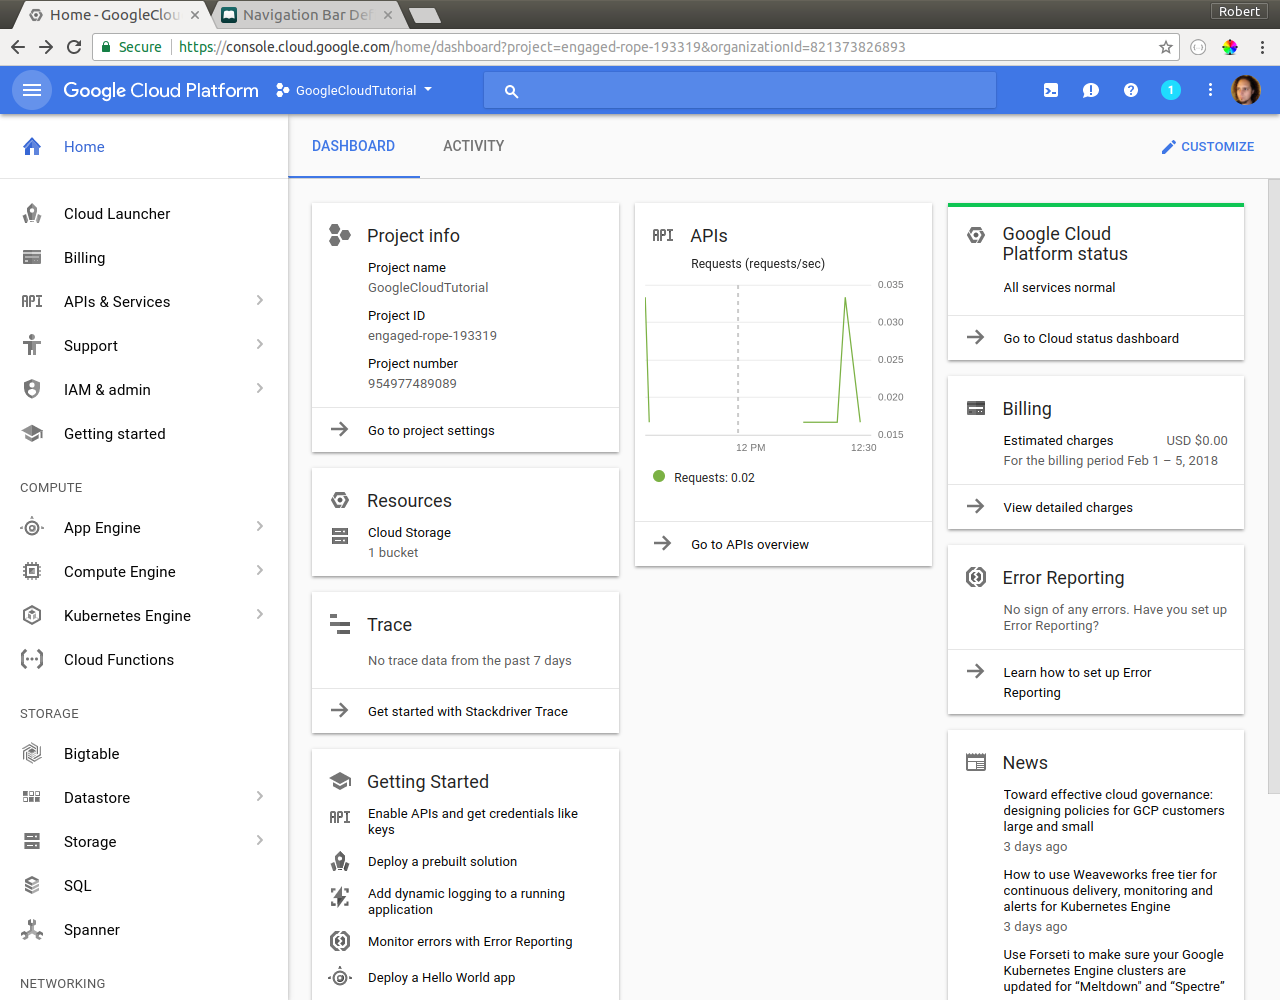 Home - GoogleClou
Navigation Bar Def
Robert
Secure
https://console.cloud.google.com/home/dashboard?project=engaged-rope-193319&organizationId=821373826893
Google Cloud Platform
GoogleCloudTutorial
1
Home
Cloud Launcher
Billing
API APIs & Services
Support
IAM & admin
Getting started
COMPUTE
App Engine
Compute Engine
Kubernetes Engine
Cloud Functions
STORAGE
Bigtable
Datastore
Storage
SQL
Spanner
NETWORKING
DASHBOARD
ACTIVITY
CUSTOMIZE
Project info
Project name
GoogleCloudTutorial
Project ID
engaged-rope-193319
Project number
954977489089
Go to project settings
Resources
Cloud Storage
1 bucket
Trace
No trace data from the past 7 days
Get started with Stackdriver Trace
Getting Started
API Enable APIs and get credentials like
keys
Deploy a prebuilt solution
Add dynamic logging to a running
application
Monitor errors with Error Reporting
Deploy a Hello World app
API APIs
Requests (requests/sec)
0.035
0.030
0.025
0.020
0.015
12 PM
12:30
Requests: 0.02
Go to APIs overview
Google Cloud
Platform status
All services normal
Go to Cloud status dashboard
Billing
Estimated charges USD $0.00
For the billing period Feb 1 – 5, 2018
View detailed charges
Error Reporting
No sign of any errors. Have you set up
Error Reporting?
Learn how to set up Error
Reporting
News
Toward effective cloud governance:
designing policies for GCP customers
large and small
3 days ago
How to use Weaveworks free tier for
continuous delivery, monitoring and
alerts for Kubernetes Engine
3 days ago
Use Forseti to make sure your Google
Kubernetes Engine clusters are
updated for “Meltdown" and “Spectre”